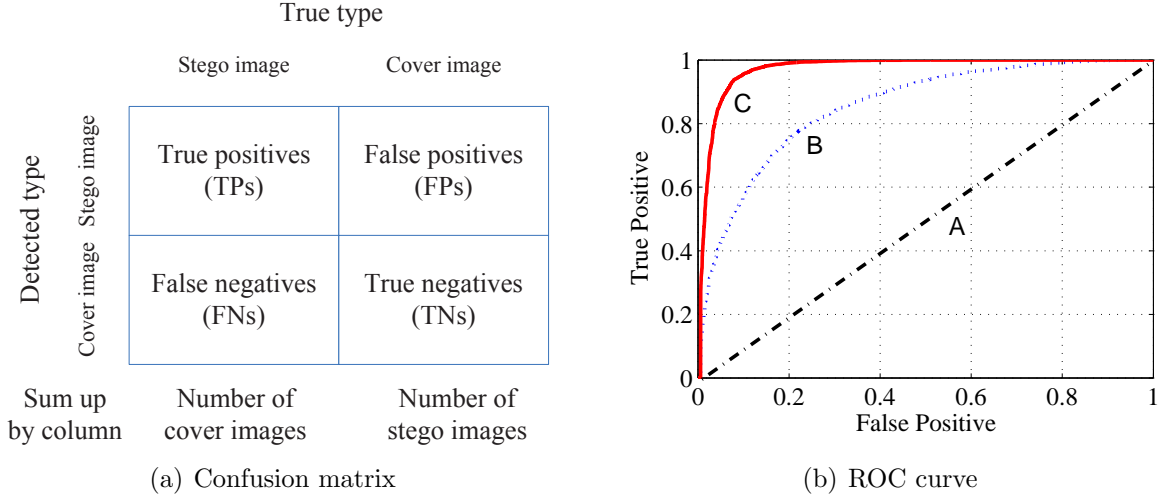 True type
Stego image
Cover image
Detected type
Stego image
Cover image
True positives
(TPs)
False positives
(FPs)
False negatives
(FNs)
True negatives
(TNs)
Sum up
by column
Number of
cover images
Number of
stego images
(a) Confusion matrix
True Positive
1
0.8
0.6
0.4
0.2
0
C
B
A
0
0.2
0.4
0.6
0.8
1
False Positive
(b) ROC curve